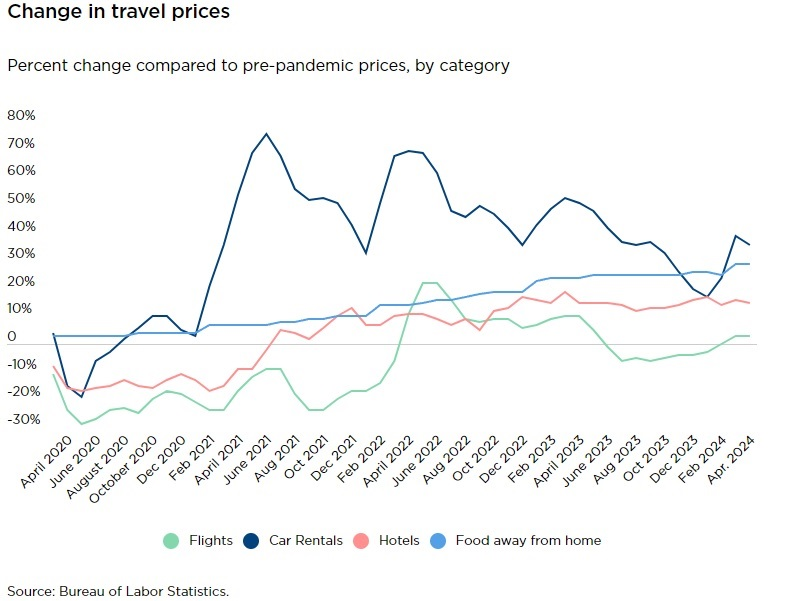 Change in travel prices
Percent change compared to pre-pandemic prices, by category
80%
70%
60%
50%
40%
30%
20%
10%
0
-10%
-20%
-30%
April 2020
June 2020
August 2020
October 2020
Dec 2020
Feb 2021
April 2021
June 2021
Aug 2021
Oct 2021
Dec 2021
Feb 2022
April 2022
June 2022
Aug 2022
Oct 2022
Dec 2022
Feb 2023
April 2023
June 2023
Aug 2023
Oct 2023
Dec 2023
Feb 2024
Apr. 2024
Flights Car Rentals Hotels Food away from home
Source: Bureau of Labor Statistics.